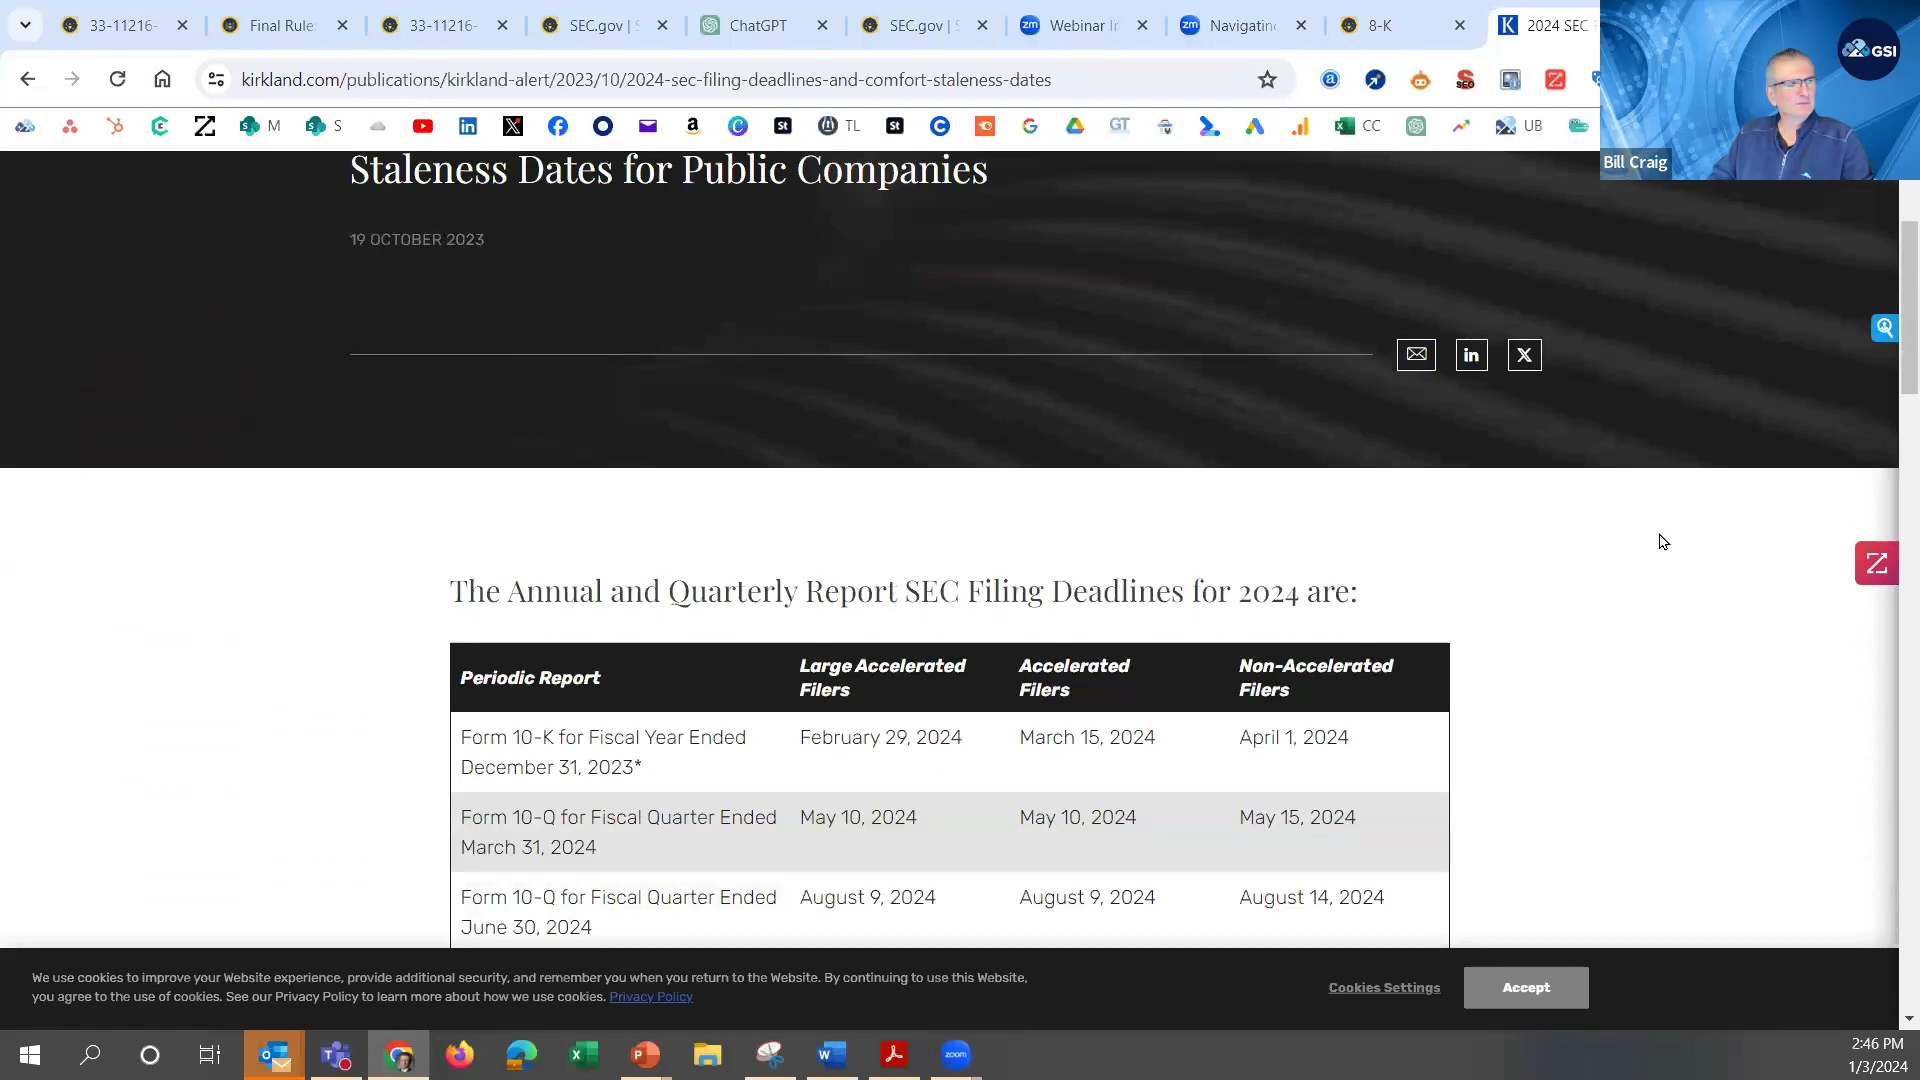 33-11216-
Final Rule:
33-11216-
SEC.gov | S
ChatGPT
SEC.gov | S
zm Webinar In
zm Navigating
8-K
2024 SEC F
kirkland.com/publications/kirkland-alert/2023/10/2024-sec-filing-deadlines-and-comfort-staleness-dates
M
S
TL
CC
UB
GSI
Bill Craig
Staleness Dates for Public Companies
19 OCTOBER 2023
The Annual and Quarterly Report SEC Filing Deadlines for 2024 are:
Periodic Report Large Accelerated Filers Accelerated Filers Non-Accelerated Filers
Form 10-K for Fiscal Year Ended December 31, 2023* February 29, 2024 March 15, 2024 April 1, 2024
Form 10-Q for Fiscal Quarter Ended March 31, 2024 May 10, 2024 May 10, 2024 May 15, 2024
Form 10-Q for Fiscal Quarter Ended June 30, 2024 August 9, 2024 August 9, 2024 August 14, 2024
We use cookies to improve your Website experience, provide additional security, and remember you when you return to the Website. By continuing to use this Website,
you agree to the use of cookies. See our Privacy Policy to learn more about how we use cookies. Privacy Policy
Cookies Settings
Accept
2:46 PM
1/3/2024